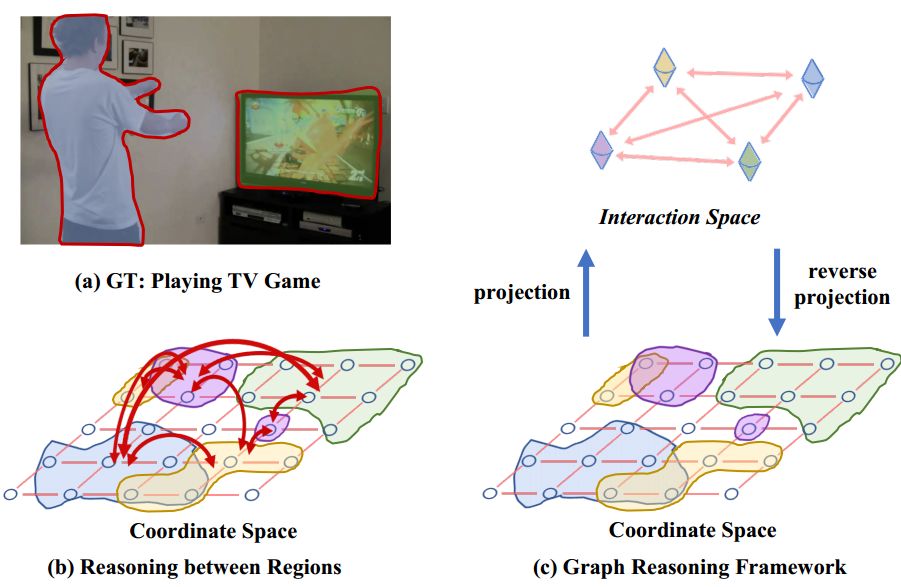 (a) GT: Playing TV Game
Interaction Space
projection
reverse
projection
Coordinate Space
(b) Reasoning between Regions
Coordinate Space
(c) Graph Reasoning Framework